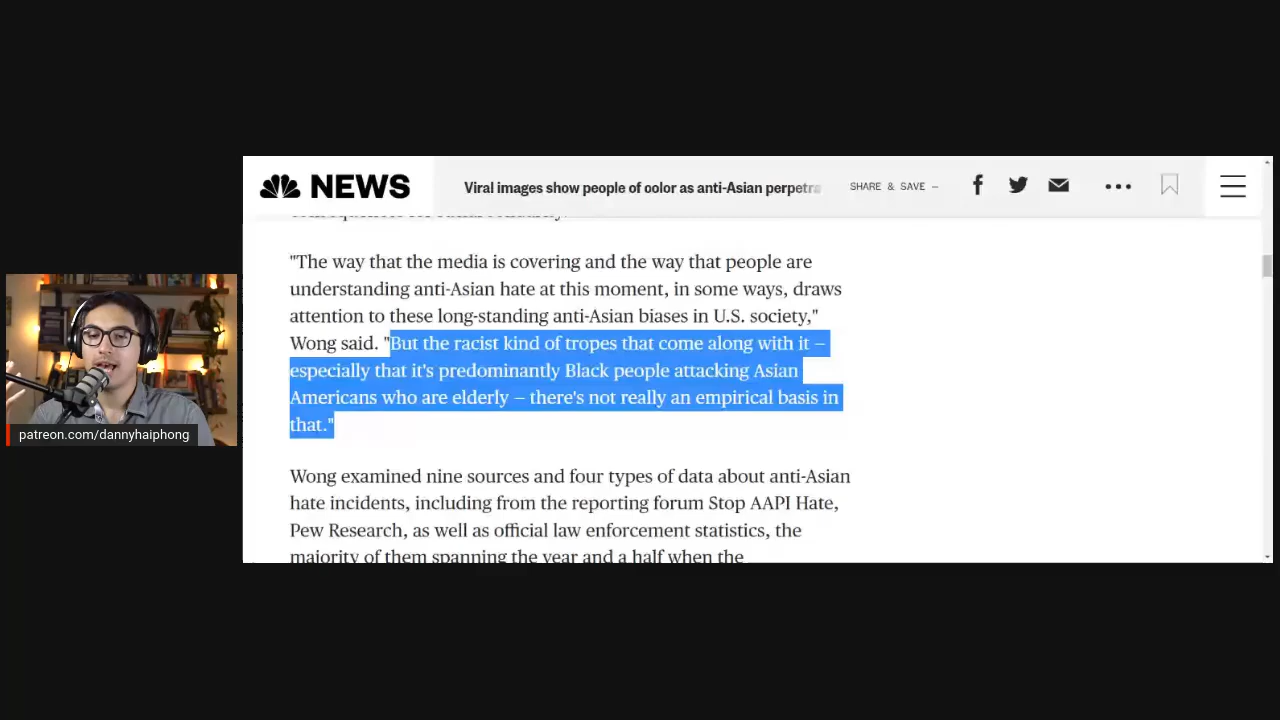 NEWS
Viral images show people of color as anti-Asian perpetra
SHARE & SAVE —
"The way that the media is covering and the way that people are
understanding anti-Asian hate at this moment, in some ways, draws
attention to these long-standing anti-Asian biases in U.S. society,"
Wong said. "But the racist kind of tropes that come along with it —
especially that it's predominantly Black people attacking Asian
Americans who are elderly — there's not really an empirical basis in
that."
Wong examined nine sources and four types of data about anti-Asian
hate incidents, including from the reporting forum Stop AAPI Hate,
Pew Research, as well as official law enforcement statistics, the
majority of them spanning the year and a half when the
patreon.com/dannyhaiphong